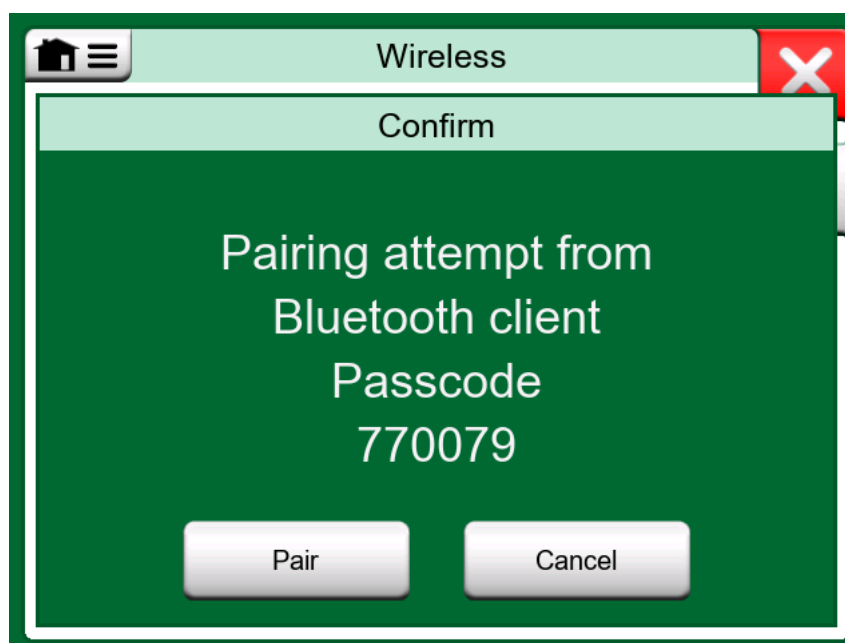 Wireless
Confirm
Pairing attempt from
Bluetooth client
Passcode
770079
Pair
Cancel